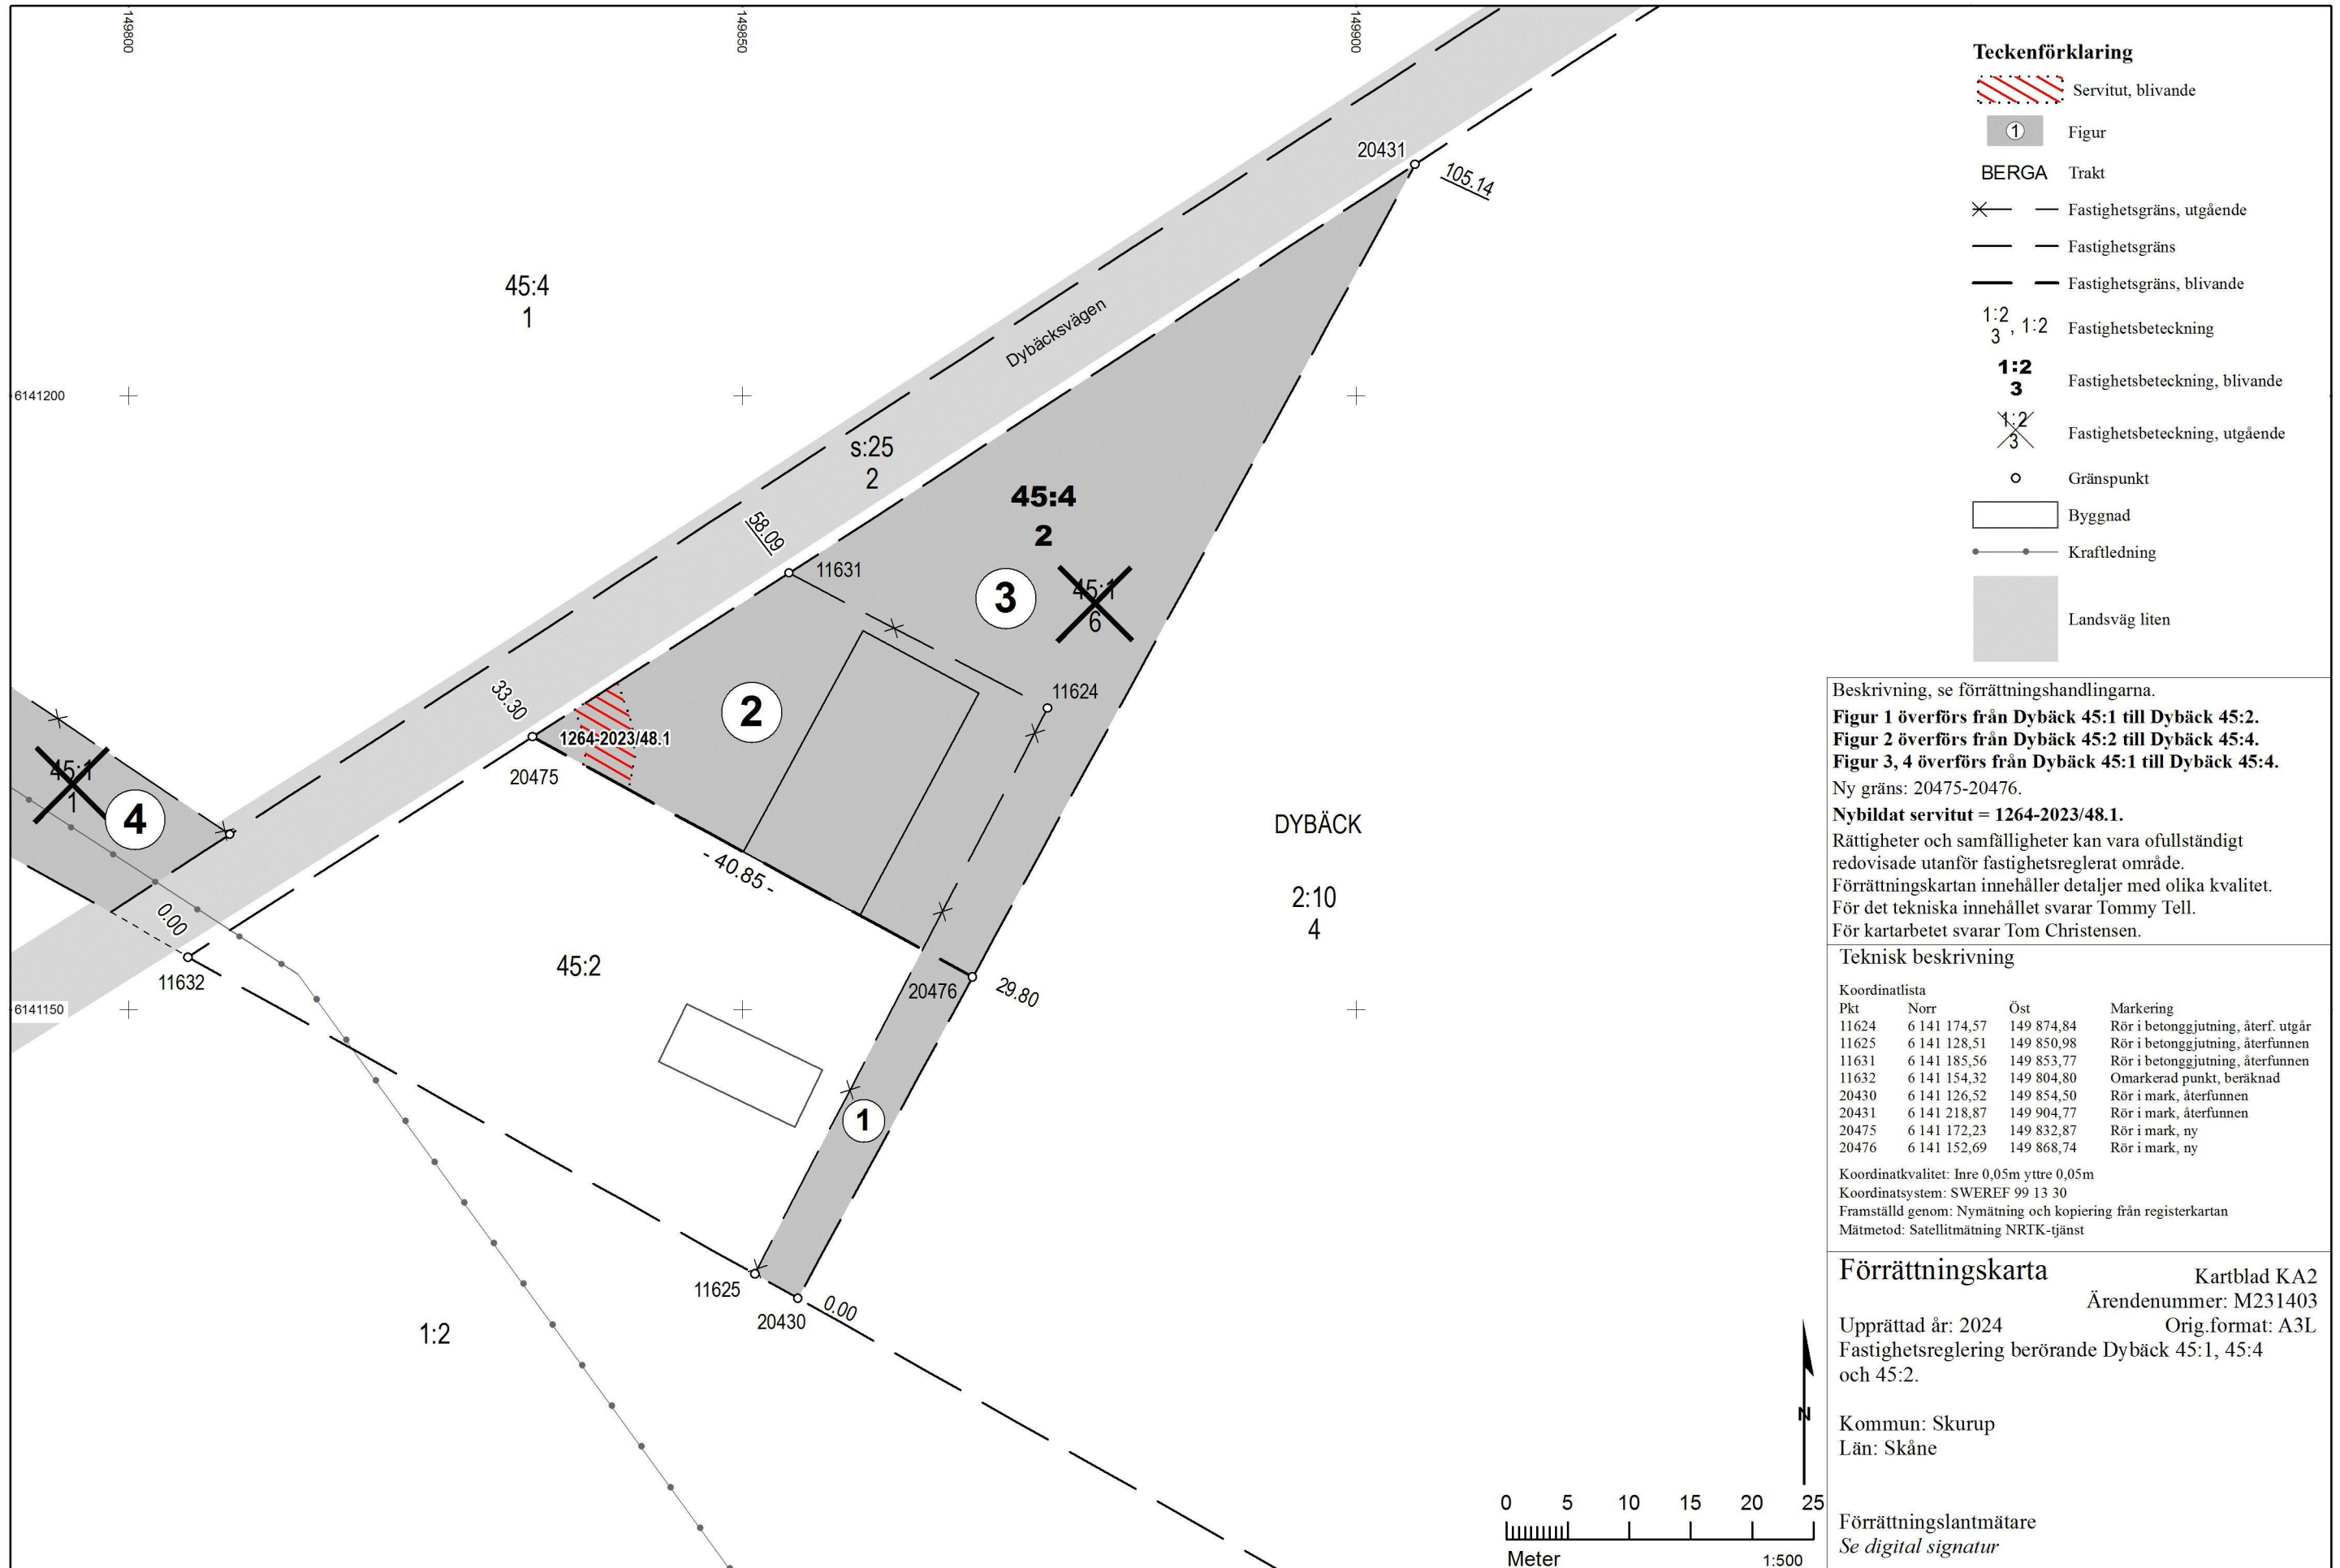 149800
149850
149900
20431
105.14
45:4
1
Dybäcksvägen
6141200
s:25
2
45:4
2
58.09
11631
3
45:1
6
2
11624
33.30
1264-2023/48.1
20475
45:1
1
4
- 40.85 -
DYBÄCK
2:10
4
0.00
11632
45:2
20476
29.80
6141150
1
11625
20430
0.00
1:2
0 5 10 15 20 25
Meter
1:500
N
Teckenförklaring
Servitut, blivande
1 Figur
BERGA Trakt
Fastighetsgräns, utgående
Fastighetsgräns
Fastighetsgräns, blivande
1:2
3 , 1:2 Fastighetsbeteckning
1:2
3 Fastighetsbeteckning, blivande
1:2
3 Fastighetsbeteckning, utgående
Gränspunkt
Byggnad
Kraftledning
Landsväg liten
Beskrivning, se förrättningshandlingarna.
Figur 1 överförs från Dybäck 45:1 till Dybäck 45:2.
Figur 2 överförs från Dybäck 45:2 till Dybäck 45:4.
Figur 3, 4 överförs från Dybäck 45:1 till Dybäck 45:4.
Ny gräns: 20475-20476.
Nybildat servitut = 1264-2023/48.1.
Rättigheter och samfälligheter kan vara ofullständigt
redovisade utanför fastighetsreglerat område.
Förrättningskartan innehåller detaljer med olika kvalitet.
För det tekniska innehållet svarar Tommy Tell.
För kartarbetet svarar Tom Christensen.
Teknisk beskrivning
Koordinatlista
Pkt Norr Öst Markering
11624 6 141 174,57 149 874,84 Rör i betonggjutning, återf. utgår
11625 6 141 128,51 149 850,98 Rör i betonggjutning, återfunnen
11631 6 141 185,56 149 853,77 Rör i betonggjutning, återfunnen
11632 6 141 154,32 149 804,80 Omarkerad punkt, beräknad
20430 6 141 126,52 149 854,50 Rör i mark, återfunnen
20431 6 141 218,87 149 904,77 Rör i mark, återfunnen
20475 6 141 172,23 149 832,87 Rör i mark, ny
20476 6 141 152,69 149 868,74 Rör i mark, ny
Koordinatkvalitet: Inre 0,05m yttre 0,05m
Koordinatsystem: SWEREF 99 13 30
Framställd genom: Nymätning och kopiering från registerkartan
Mätmetod: Satellitmätning NRTK-tjänst
Förrättningskarta
Kartblad KA2
Ärendenummer: M231403
Upprättad år: 2024 Orig.format: A3L
Fastighetsreglering berörande Dybäck 45:1, 45:4
och 45:2.
Kommun: Skurup
Län: Skåne
Förrättningslantmätare
Se digital signatur